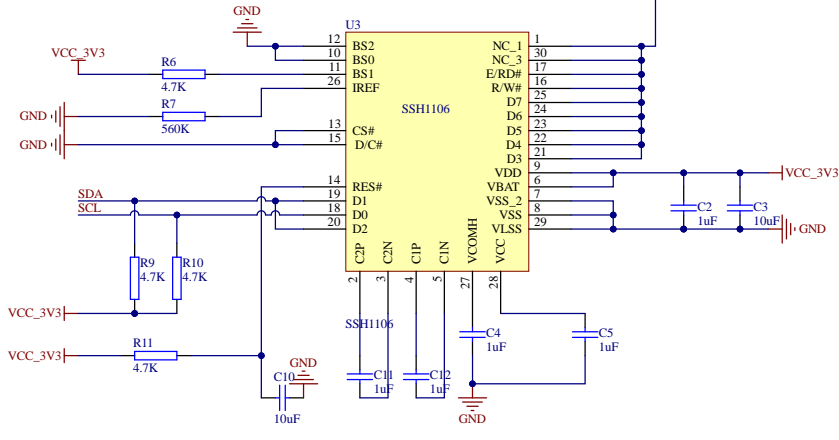 GND
U3
VCC_3V3
R6
4.7K
R7
560K
GND
GND
12 BS2
10 BS0
11 BS1
26 IREF
13 CS#
15 D/C#
14 RES#
19 D1
18 D0
20 D2
SSH1106
NC_1 1
NC_3 30
E/RD# 17
R/W# 16
D7 25
D6 24
D5 23
D4 22
D3 21
VDD 9
VBAT 6
VSS_2 7
VSS 8
VLSS 29
C2P 2
C2N 3
C1P 4
C1N 5
VCOMH 27
VCC 28
VCC_3V3
C2
1uF
C3
10uF
GND
SDA
SCL
R9
4.7K
R10
4.7K
VCC_3V3
SSH1106
VCC_3V3
R11
4.7K
C4
1uF
C5
1uF
GND
C10
10uF
C11
1uF
C12
1uF
GND